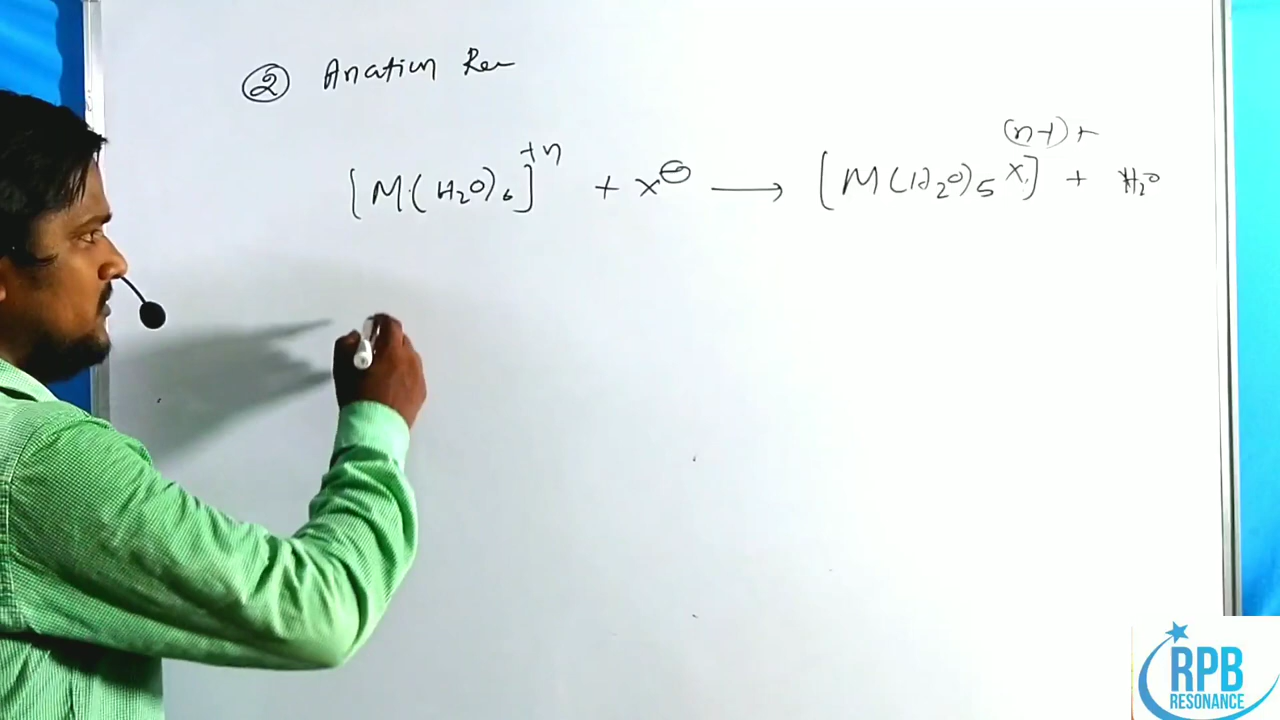 ② Anation Rex
[M(H₂O)₆]⁺ⁿ + X⊖ ⟶ [M(H₂O)₅X](n-1)+ + H₂O
RPB
RESONANCE